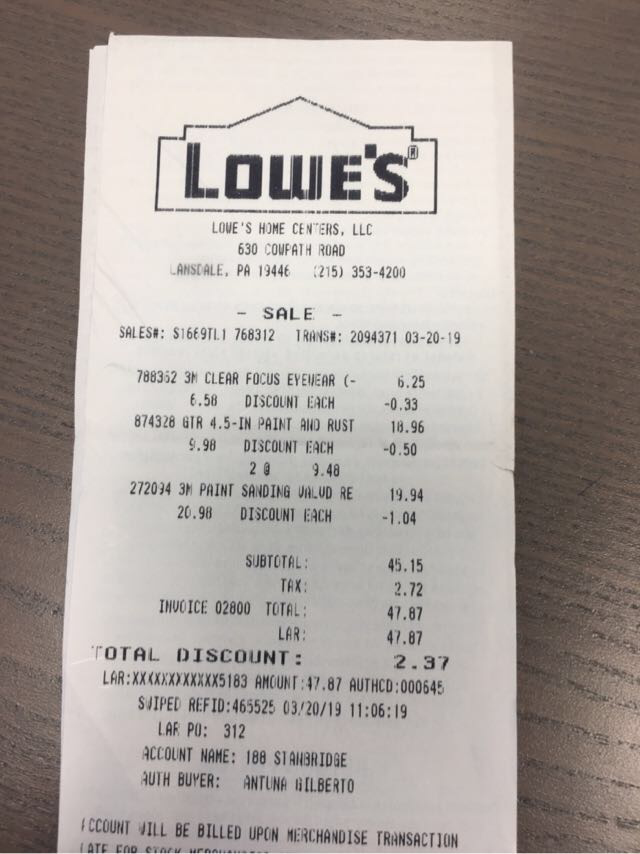 LOWE'S®
LOWE'S HOME CENTERS, LLC
630 COWPATH ROAD
LANSDALE, PA 19446 (215) 353-4200
- SALE -
SALES#: S1669TL1 768312 TRANS#: 2094371 03-20-19
788362 3M CLEAR FOCUS EYEWEAR (- 6.25
6.58 DISCOUNT EACH -0.33
874328 GTR 4.5-IN PAINT AND RUST 18.96
9.98 DISCOUNT EACH -0.50
2 @ 9.48
272094 3M PAINT SANDING VALUD RE 19.94
20.98 DISCOUNT EACH -1.04
SUBTOTAL: 45.15
TAX: 2.72
INVOICE 02800 TOTAL: 47.87
LAR: 47.87
TOTAL DISCOUNT: 2.37
LAR:XXXXXXXXXXXX5183 AMOUNT:47.87 AUTHCD:000645
SWIPED REFID:465525 03/20/19 11:06:19
LAR PO: 312
ACCOUNT NAME: 188 STANBRIDGE
AUTH BUYER: ANTUNA GILBERTO
ACCOUNT WILL BE BILLED UPON MERCHANDISE TRANSACTION